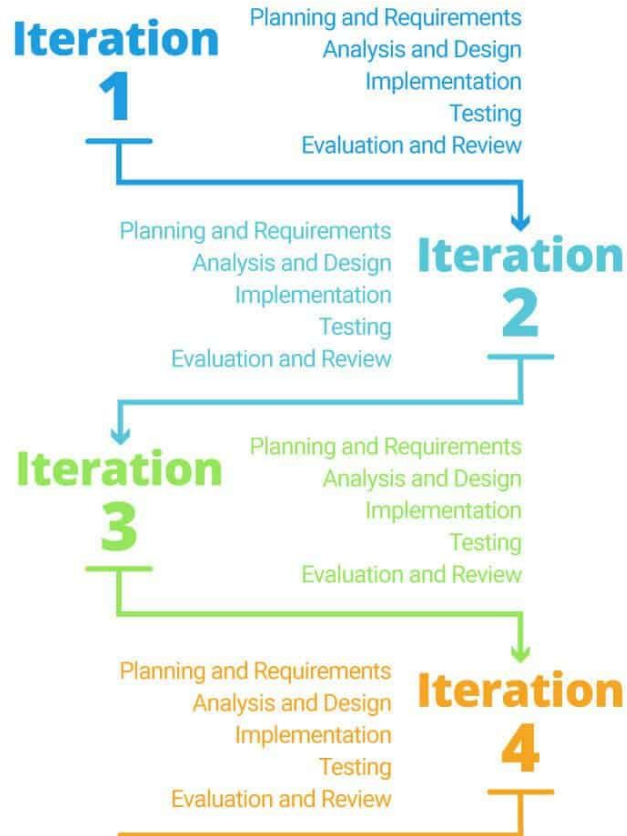 Iteration
1
Planning and Requirements
Analysis and Design
Implementation
Testing
Evaluation and Review
Iteration
2
Planning and Requirements
Analysis and Design
Implementation
Testing
Evaluation and Review
Iteration
3
Planning and Requirements
Analysis and Design
Implementation
Testing
Evaluation and Review
Iteration
4
Planning and Requirements
Analysis and Design
Implementation
Testing
Evaluation and Review